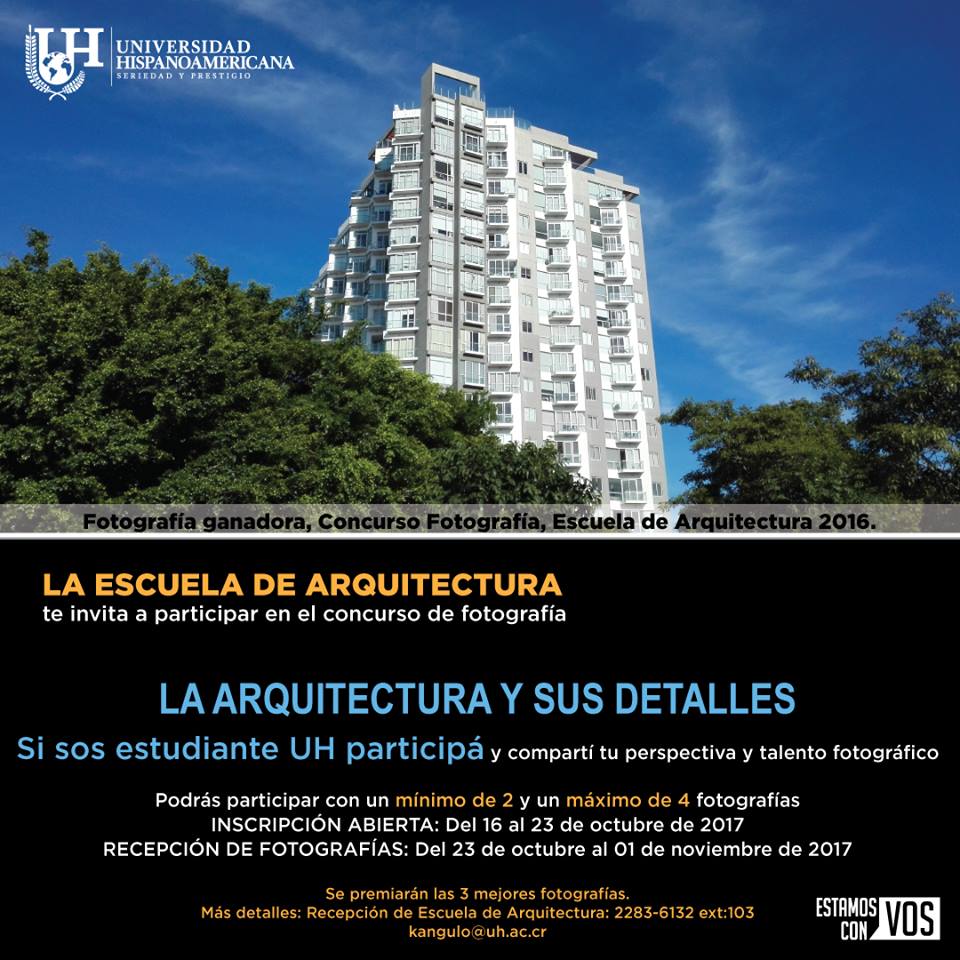 UH
UNIVERSIDAD
HISPANOAMERICANA
SERIEDAD Y PRESTIGIO
Fotografía ganadora, Concurso Fotografía, Escuela de Arquitectura 2016.
LA ESCUELA DE ARQUITECTURA
te invita a participar en el concurso de fotografía
LA ARQUITECTURA Y SUS DETALLES
Si sos estudiante UH participá y compartí tu perspectiva y talento fotográfico
Podrás participar con un mínimo de 2 y un máximo de 4 fotografías
INSCRIPCIÓN ABIERTA: Del 16 al 23 de octubre de 2017
RECEPCIÓN DE FOTOGRAFÍAS: Del 23 de octubre al 01 de noviembre de 2017
Se premiarán las 3 mejores fotografías.
Más detalles: Recepción de Escuela de Arquitectura: 2283-6132 ext:103
kangulo@uh.ac.cr
ESTAMOS
CON VOS